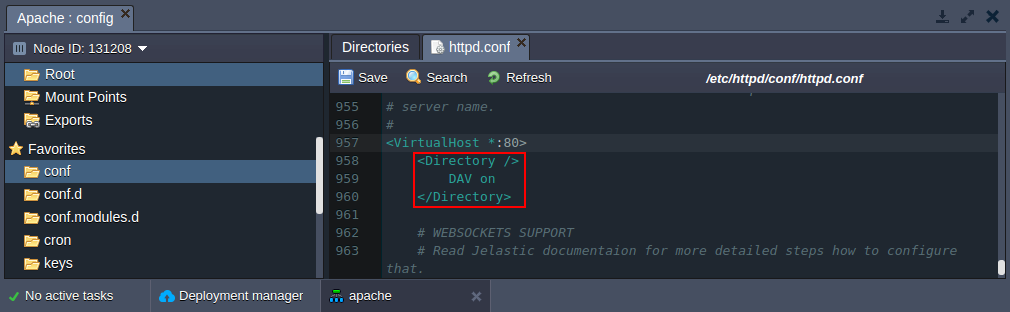 Apache : config
Node ID: 131208
Root
Mount Points
Exports
Favorites
conf
conf.d
conf.modules.d
cron
keys
Directories
httpd.conf
Save
Search
Refresh
/etc/httpd/conf/httpd.conf
955 # server name.
956 #
957 <VirtualHost *:80>
958 <Directory />
959 DAV on
960 </Directory>
961
962 # WEBSOCKETS SUPPORT
963 # Read Jelastic documentaion for more detailed steps how to configure
that.
No active tasks
Deployment manager
apache